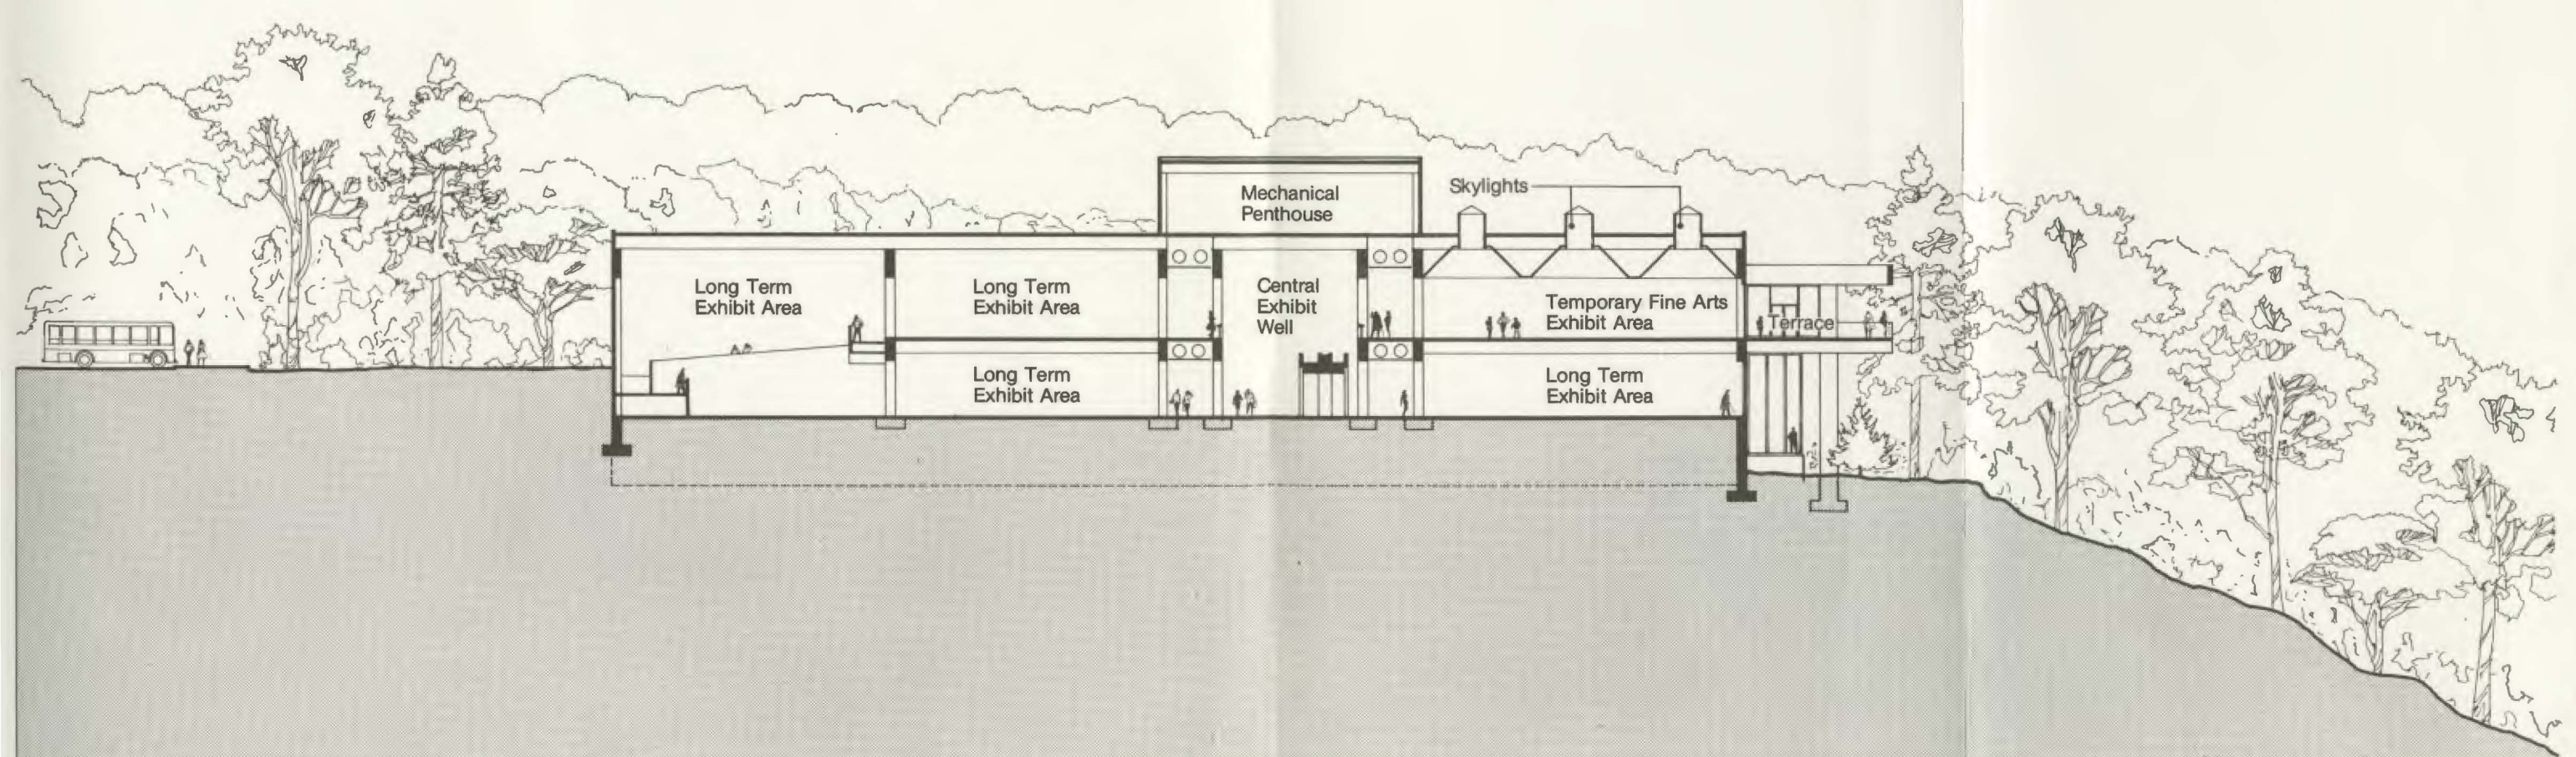 Mechanical
Penthouse
Skylights
Long Term
Exhibit Area
Long Term
Exhibit Area
Central
Exhibit
Well
Temporary Fine Arts
Exhibit Area
Terrace
Long Term
Exhibit Area
Long Term
Exhibit Area